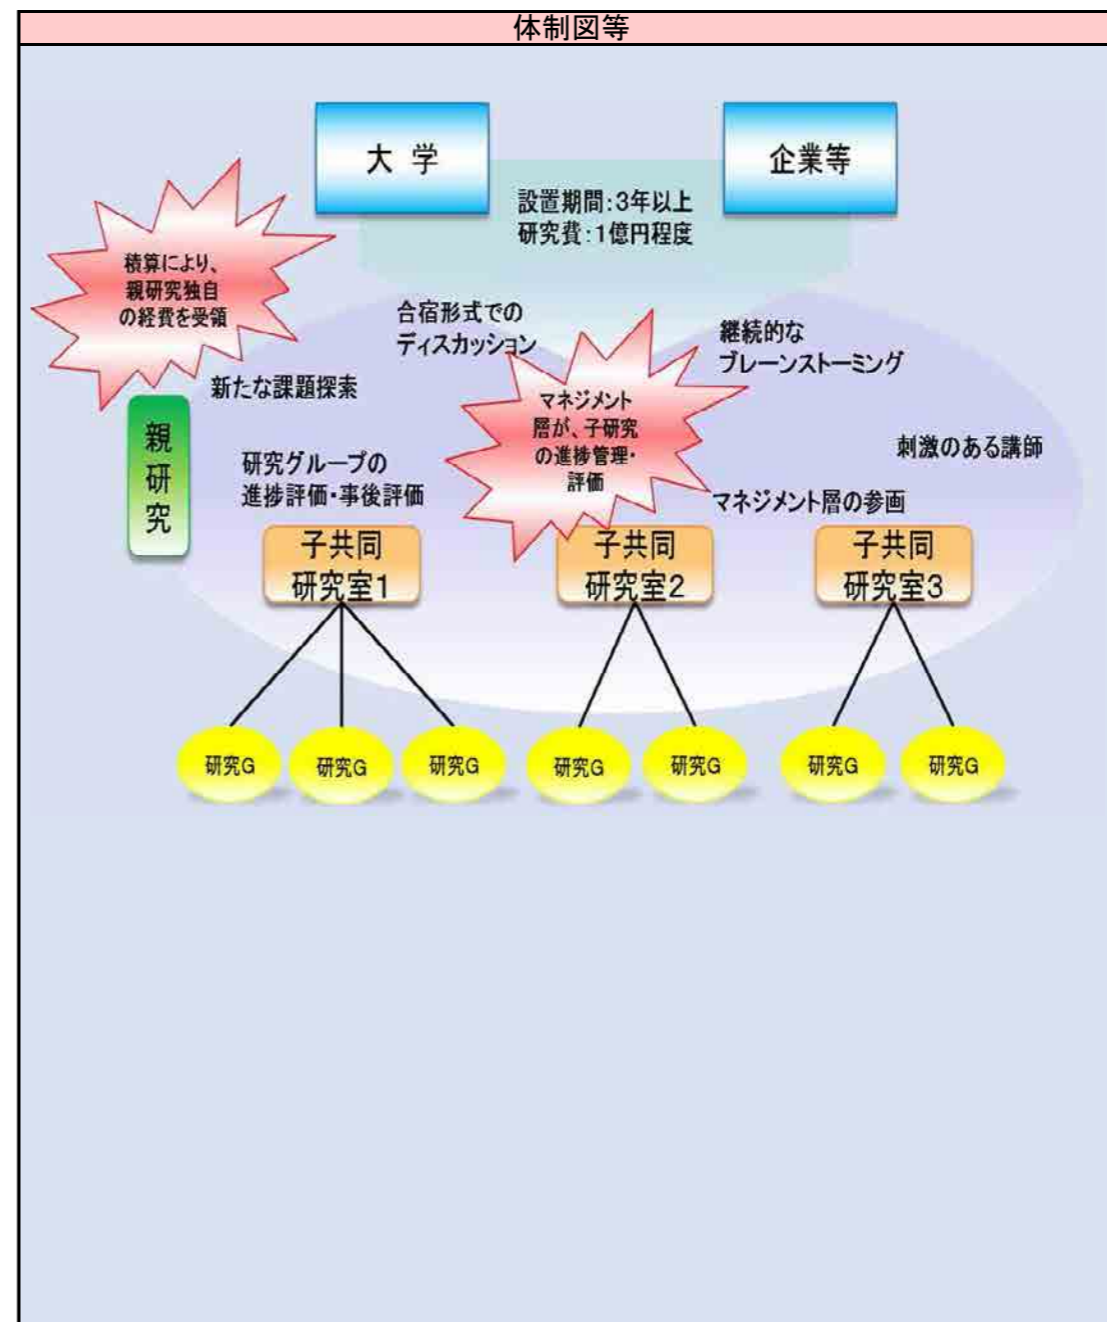 体制図等
大 学
企業等
設置期間:3年以上
研究費:1億円程度
積算により、
親研究独自
の経費を受領
合宿形式での
ディスカッション
継続的な
ブレーンストーミング
新たな課題探索
マネジメント
層が、子研究
の進捗管理・
評価
親
研
究
研究グループの
進捗評価・事後評価
刺激のある講師
マネジメント層の参画
子共同
研究室1
子共同
研究室2
子共同
研究室3
研究G
研究G
研究G
研究G
研究G
研究G
研究G